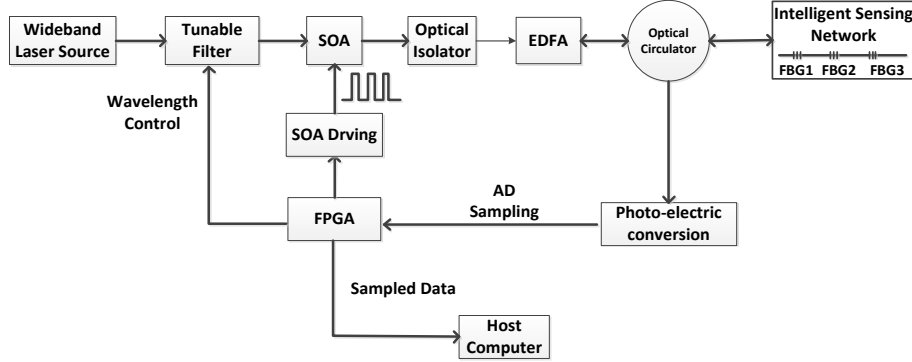 Wideband
Laser Source
Tunable
Filter
SOA
Optical
Isolator
EDFA
Optical
Circulator
Intelligent Sensing
Network
FBG1 FBG2 FBG3
Wavelength
Control
SOA Drving
FPGA
AD
Sampling
Photo-electric
conversion
Sampled Data
Host
Computer